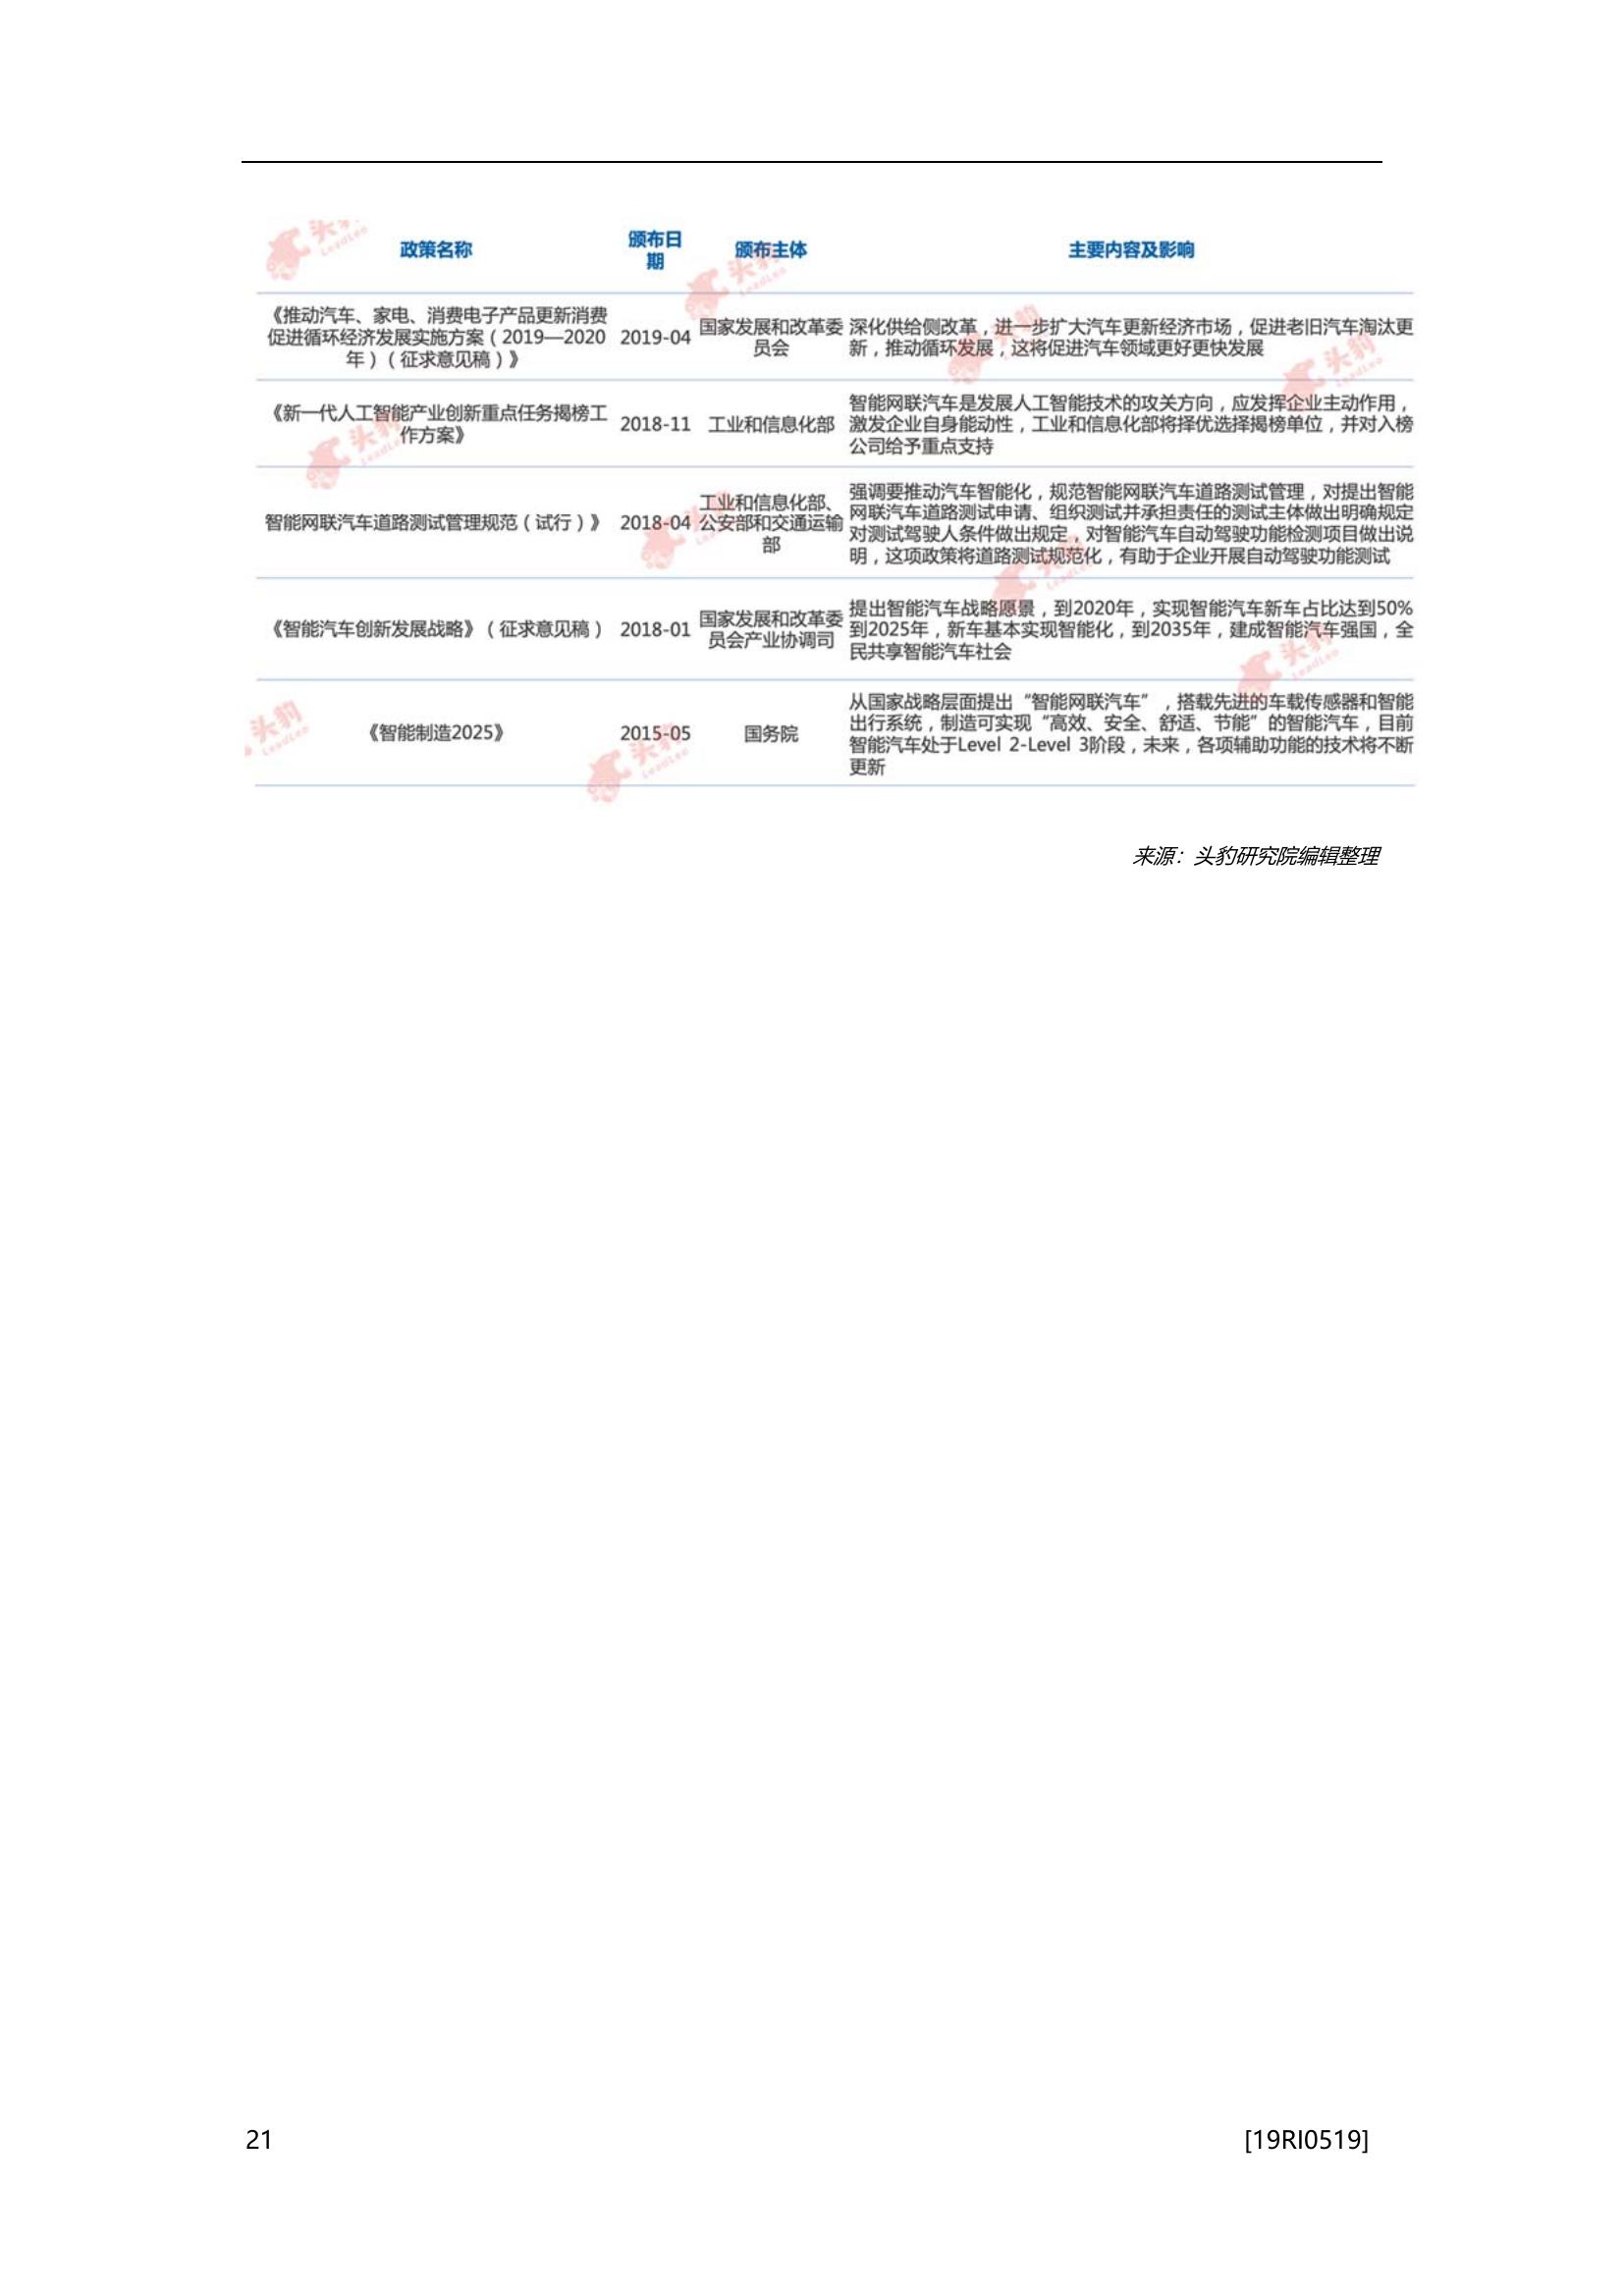 政策名称
颁布日
期
颁布主体
主要内容及影响
《推动汽车、家电、消费电子产品更新消费
促进循环经济发展实施方案（2019—2020
年）（征求意见稿）》
2019-04
国家发展和改革委
员会
深化供给侧改革，进一步扩大汽车更新经济市场，促进老旧汽车淘汰更
新，推动循环发展，这将促进汽车领域更好更快发展
《新一代人工智能产业创新重点任务揭榜工
作方案》
2018-11
工业和信息化部
智能网联汽车是发展人工智能技术的攻关方向，应发挥企业主动作用，
激发企业自身能动性，工业和信息化部将择优选择揭榜单位，并对入榜
公司给予重点支持
智能网联汽车道路测试管理规范（试行）》
2018-04
工业和信息化部、
公安部和交通运输
部
强调要推动汽车智能化，规范智能网联汽车道路测试管理，对提出智能
网联汽车道路测试申请、组织测试并承担责任的测试主体做出明确规定
对测试驾驶人条件做出规定，对智能汽车自动驾驶功能检测项目做出说
明，这项政策将道路测试规范化，有助于企业开展自动驾驶功能测试
《智能汽车创新发展战略》（征求意见稿）
2018-01
国家发展和改革委
员会产业协调司
提出智能汽车战略愿景，到2020年，实现智能汽车新车占比达到50%
到2025年，新车基本实现智能化，到2035年，建成智能汽车强国，全
民共享智能汽车社会
《智能制造2025》
2015-05
国务院
从国家战略层面提出“智能网联汽车”，搭载先进的车载传感器和智能
出行系统，制造可实现“高效、安全、舒适、节能”的智能汽车，目前
智能汽车处于Level 2-Level 3阶段，未来，各项辅助功能的技术将不断
更新
来源：头豹研究院编辑整理
21
[19RI0519]